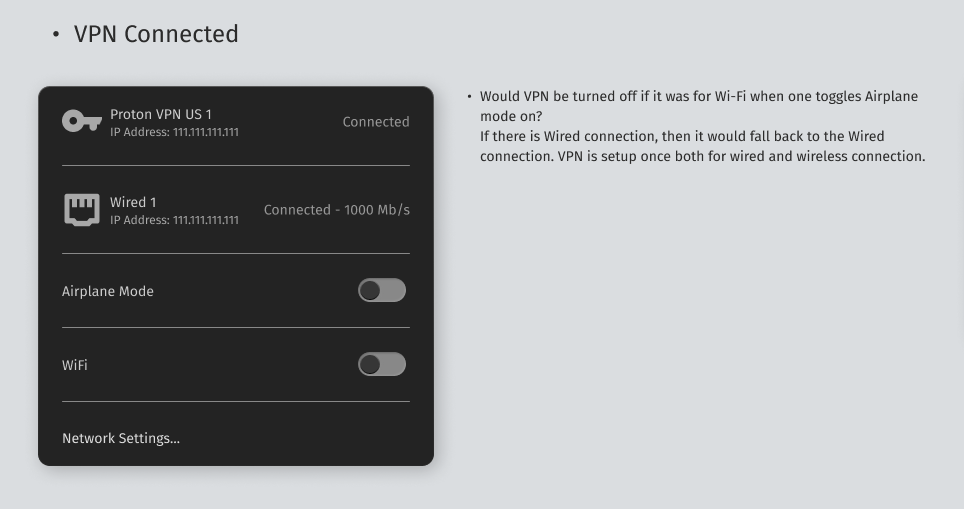 • VPN Connected
Proton VPN US 1
IP Address: 111.111.111.111
Connected
Wired 1
IP Address: 111.111.111.111
Connected - 1000 Mb/s
Airplane Mode
WiFi
Network Settings...
• Would VPN be turned off if it was for Wi-Fi when one toggles Airplane
mode on?
If there is Wired connection, then it would fall back to the Wired
connection. VPN is setup once both for wired and wireless connection.